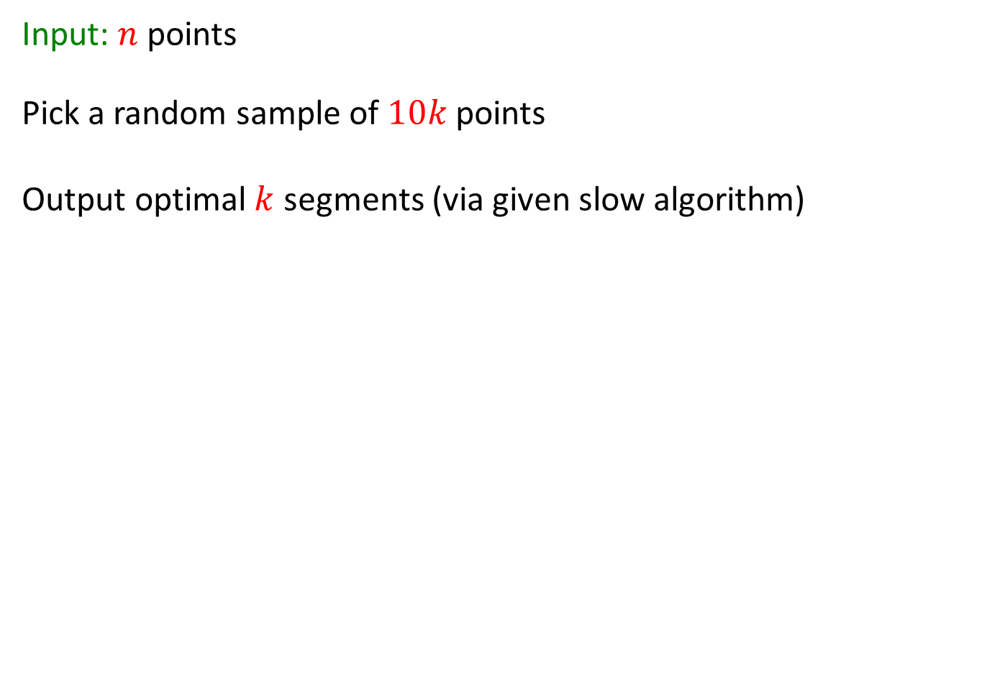 Input: n points
Pick a random sample of 10k points
Output optimal k segments (via given slow algorithm)